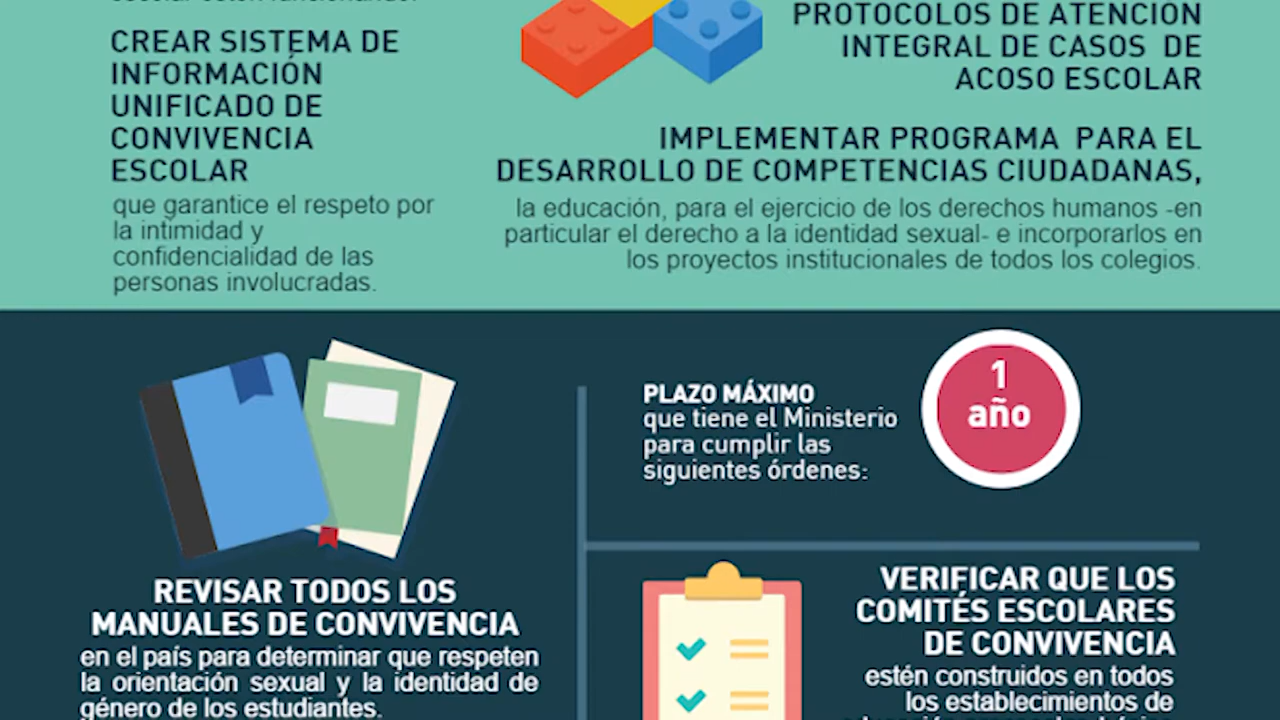 CREAR SISTEMA DE
INFORMACIÓN
UNIFICADO DE
CONVIVENCIA
ESCOLAR
que garantice el respeto por
la intimidad y
confidencialidad de las
personas involucradas.
PROTOCOLOS DE ATENCIÓN
INTEGRAL DE CASOS DE
ACOSO ESCOLAR
IMPLEMENTAR PROGRAMA PARA EL
DESARROLLO DE COMPETENCIAS CIUDADANAS,
la educación, para el ejercicio de los derechos humanos -en
particular el derecho a la identidad sexual- e incorporarlos en
los proyectos institucionales de todos los colegios.
PLAZO MÁXIMO
que tiene el Ministerio
para cumplir las
siguientes órdenes:
1
año
REVISAR TODOS LOS
MANUALES DE CONVIVENCIA
en el país para determinar que respeten
la orientación sexual y la identidad de
género de los estudiantes.
VERIFICAR QUE LOS
COMITÉS ESCOLARES
DE CONVIVENCIA
estén construidos en todos
los establecimientos de